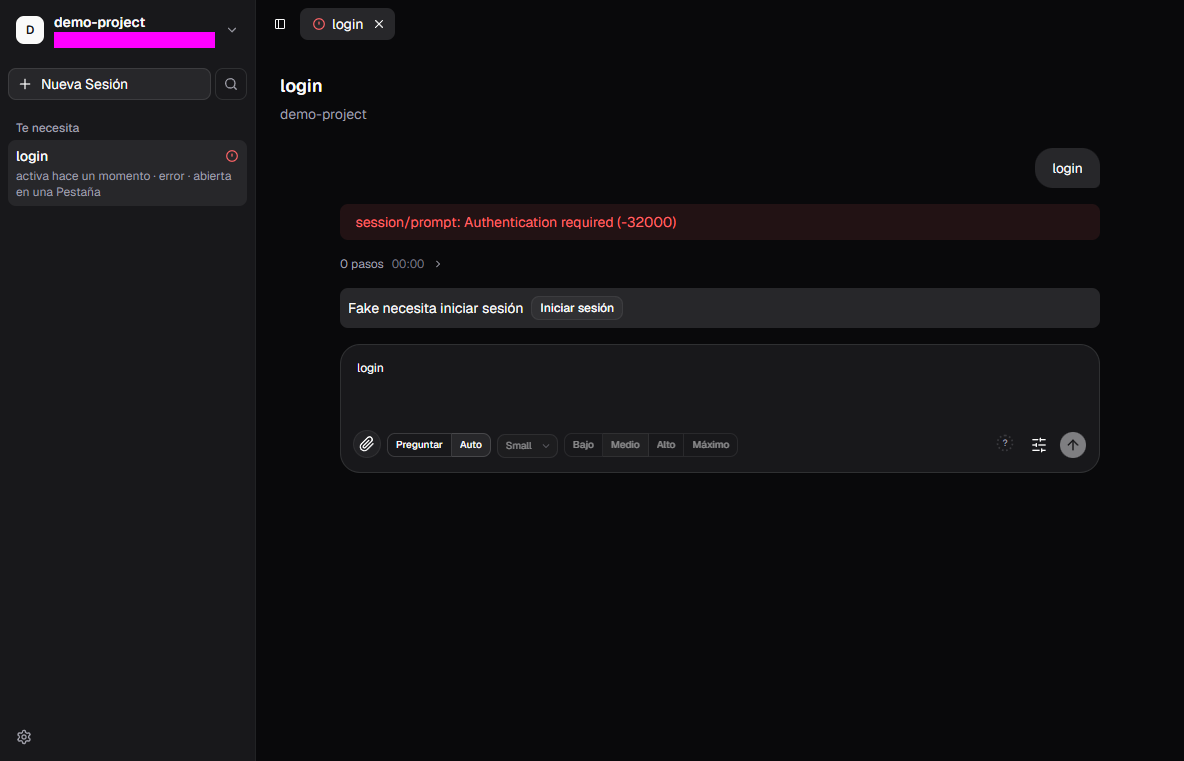 D
demo-project
Nueva Sesión
Te necesita
login
activa hace un momento · error · abierta
en una Pestaña
login
login
demo-project
login
session/prompt: Authentication required (-32000)
0 pasos 00:00
Fake necesita iniciar sesión Iniciar sesión
login
Preguntar Auto Small Bajo Medio Alto Máximo ?